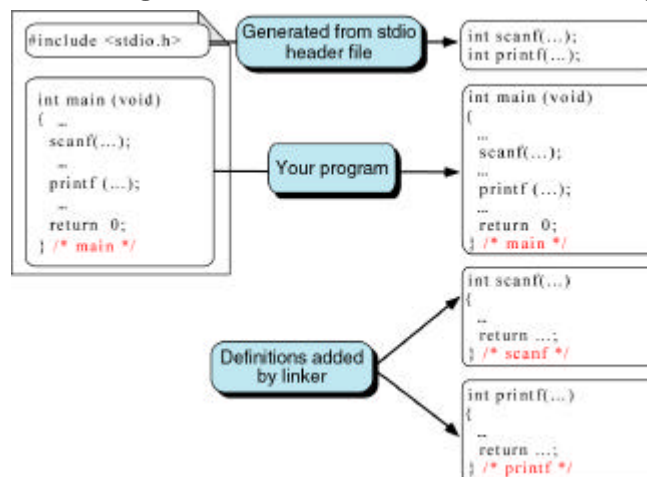 #include <stdio.h>
Generated from stdio
header file
int scanf(...);
int printf(...);
int main (void)
{ …
scanf(...);
…
printf (...);
…
return 0;
} /* main */
Your program
int main (void)
{
…
scanf(...);
…
printf (...);
…
return 0;
} /* main */
Definitions added
by linker
int scanf(...)
{
…
return ...;
} /* scanf */
int printf(...)
{
…
return ...;
} /* printf */